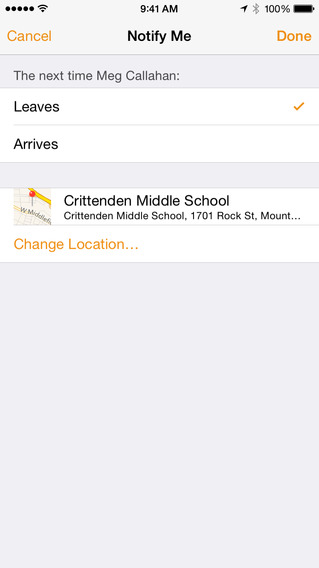 9:41 AM 100%
Cancel Notify Me Done
The next time Meg Callahan:
Leaves
Arrives
W Middlefi
Crittenden Middle School
Crittenden Middle School, 1701 Rock St, Mount…
Change Location…